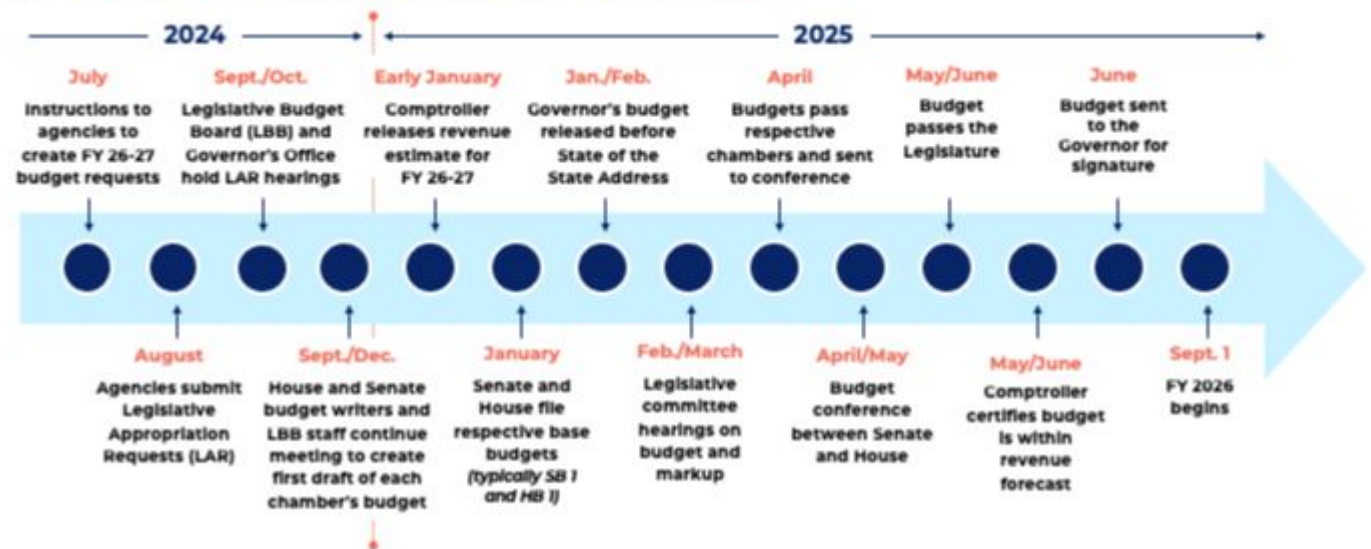 2024
2025
July
Instructions to
agencies to
create FY 26-27
budget requests
Sept./Oct.
Legislative Budget
Board (LBB) and
Governor's Office
hold LAR hearings
Early January
Comptroller
releases revenue
estimate for
FY 26-27
Jan./Feb.
Governor's budget
released before
State of the
State Address
April
Budgets pass
respective
chambers and sent
to conference
May/June
Budget
passes the
Legislature
June
Budget sent
to the
Governor for
signature
August
Agencies submit
Legislative
Appropriation
Requests (LAR)
Sept./Dec.
House and Senate
budget writers and
LBB staff continue
meeting to create
first draft of each
chamber's budget
January
Senate and
House file
respective base
budgets
(typically SB 1
and HB 1)
Feb./March
Legislative
committee
hearings on
budget and
markup
April/May
Budget
conference
between Senate
and House
May/June
Comptroller
certifies budget
is within
revenue
forecast
Sept. 1
FY 2026
begins